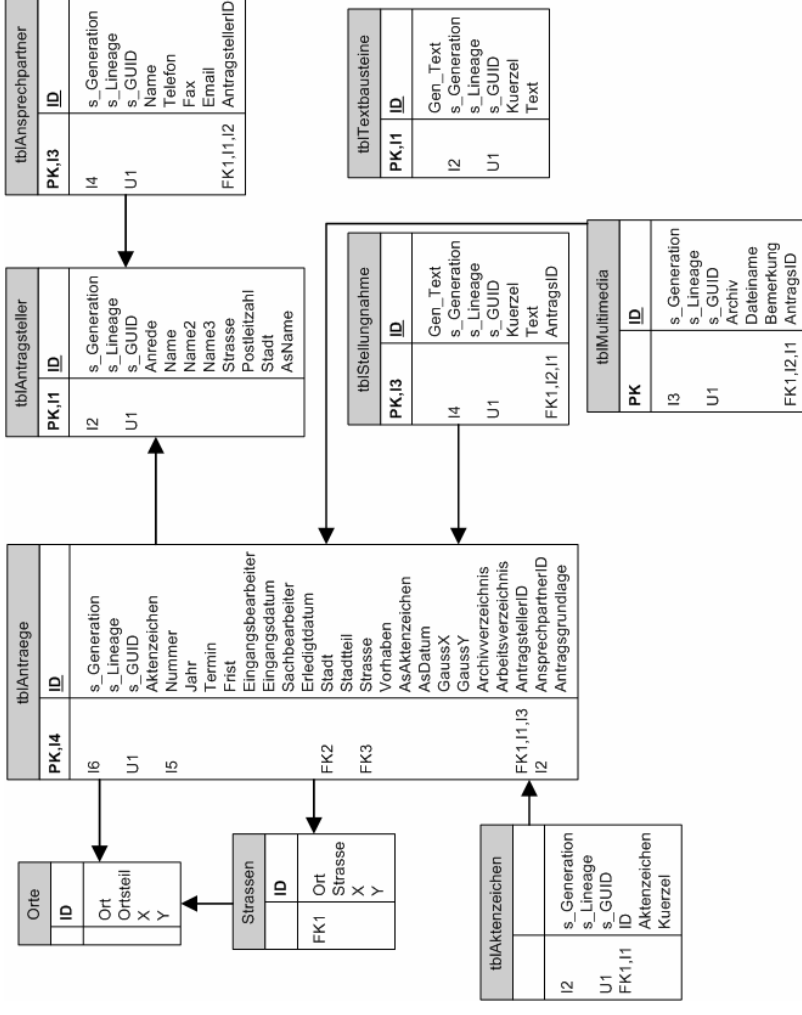 tblAnsprechpartner
PK,I3 ID
s_Generation
I4 s_Lineage
U1 s_GUID
Name
Telefon
Fax
Email
FK1,I1,I2 AntragstellerID
tblTextbausteine
PK,I1 ID
Gen_Text
I2 s_Generation
s_Lineage
U1 s_GUID
Kuerzel
Text
tblAntragsteller
PK,I1 ID
I2 s_Generation
s_Lineage
U1 s_GUID
Anrede
Name
Name2
Name3
Strasse
Postleitzahl
Stadt
AsName
tblStellungnahme
PK,I3 ID
Gen_Text
I4 s_Generation
s_Lineage
U1 s_GUID
Kuerzel
Text
FK1,I2,I1 AntragsID
tblMultimedia
PK ID
I3 s_Generation
s_Lineage
U1 s_GUID
Archiv
Dateiname
Bemerkung
FK1,I2,I1 AntragsID
tblAntraege
PK,I4 ID
I6 s_Generation
s_Lineage
U1 s_GUID
Aktenzeichen
I5 Nummer
Jahr
Termin
Frist
Eingangsbearbeiter
Eingangsdatum
Sachbearbeiter
Erledigtdatum
FK2 Stadt
Stadtteil
FK3 Strasse
Vorhaben
AsAktenzeichen
AsDatum
GaussX
GaussY
Archivverzeichnis
Arbeitsverzeichnis
FK1,I1,I3 AntragstellerID
I2 AnsprechpartnerID
Antragsgrundlage
Orte
ID
Ort
Ortsteil
X
Y
Strassen
ID
FK1 Ort
Strasse
X
Y
tblAktenzeichen
I2 s_Generation
s_Lineage
U1 s_GUID
FK1,I1 ID
Aktenzeichen
Kuerzel